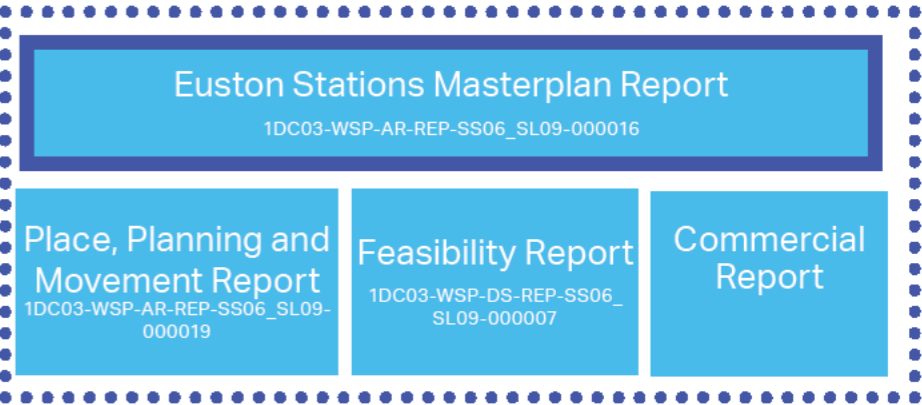 Euston Stations Masterplan Report
1DC03-WSP-AR-REP-SS06_SL09-000016
Place, Planning and
Movement Report
1DC03-WSP-AR-REP-SS06_SL09-
000019
Feasibility Report
1DC03-WSP-DS-REP-SS06_
SL09-000007
Commercial
Report